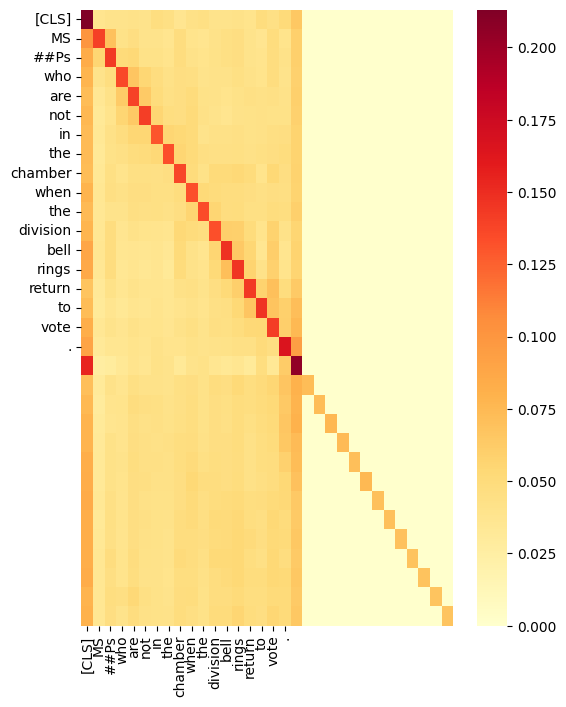 [CLS]
MS
##Ps
who
are
not
in
the
chamber
when
the
division
bell
rings
return
to
vote
.
[CLS]
MS
##Ps
who
are
not
in
the
chamber
when
the
division
bell
rings
return
to
vote
.
0.200
0.175
0.150
0.125
0.100
0.075
0.050
0.025
0.000